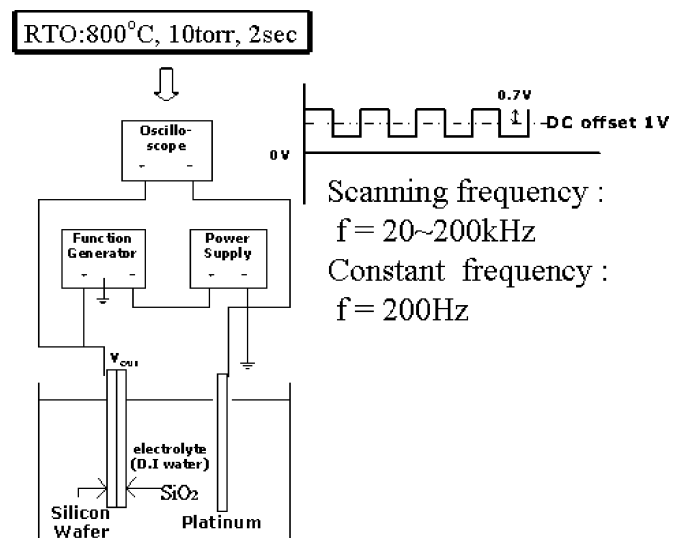 RTO:800°C, 10torr, 2sec
Oscillo-
scope
- -
0.7V
DC offset 1V
0V
Scanning frequency :
f = 20~200kHz
Constant frequency :
f = 200Hz
Function
Generator
- -
Power
Supply
- -
VOUT
electrolyte
(D.I water)
SiO2
Silicon
Wafer
Platinum